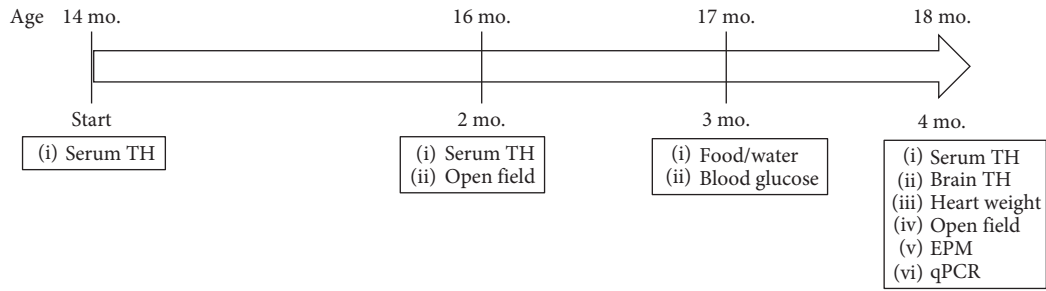 Age 14 mo. 16 mo. 17 mo. 18 mo.
Start 2 mo. 3 mo. 4 mo.
(i) Serum TH
(i) Serum TH
(ii) Open field
(i) Food/water
(ii) Blood glucose
(i) Serum TH
(ii) Brain TH
(iii) Heart weight
(iv) Open field
(v) EPM
(vi) qPCR